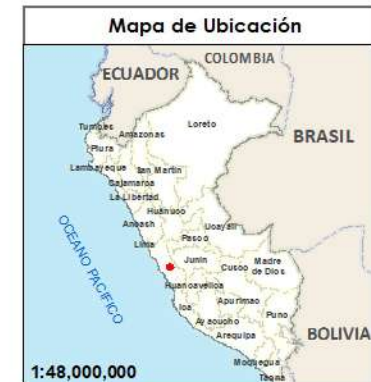 Mapa de Ubicación
COLOMBIA
ECUADOR
Loreto
Tumbes
Amazonas
BRASIL
Piura
Lambayeque
San Martin
Cajamarca
La Libertad
Huánuco
Ancash
Ucayali
Pasco
Lima
OCEANO PACIFICO
Junin
Cusco
Madre
de Dios
Huancavelica
Ica
Apurimac
Ayacucho
Puno
Arequipa
BOLIVIA
Moquegua
1:48,000,000
Tacna